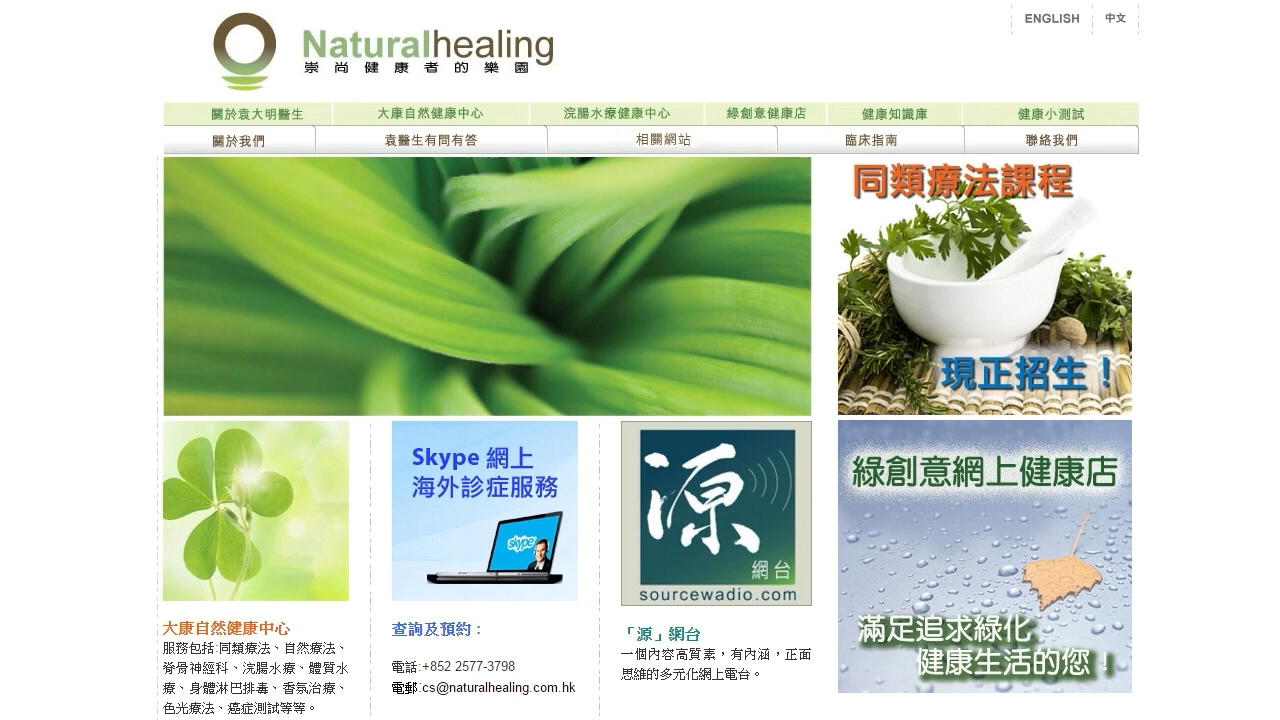 ENGLISH
中文
Naturalhealing
崇尚健康者的樂園
關於袁大明醫生
大康自然健康中心
浣腸水療健康中心
綠創意健康店
健康知識庫
健康小測試
關於我們
袁醫生有問有答
相關網站
臨床指南
聯絡我們
同類療法課程
現正招生！
Skype 網上
海外診症服務
skype
源
網台
sourcewadio.com
綠創意網上健康店
滿足追求綠化
健康生活的您！
大康自然健康中心
服務包括:同類療法、自然療法、
脊骨神經科、浣腸水療、體質水
療、身體淋巴排毒、香氛治療、
色光療法、癌症測試等等。
查詢及預約：
電話:+852 2577-3798
電郵:cs@naturalhealing.com.hk
「源」網台
一個內容高質素，有內涵，正面
思維的多元化網上電台。